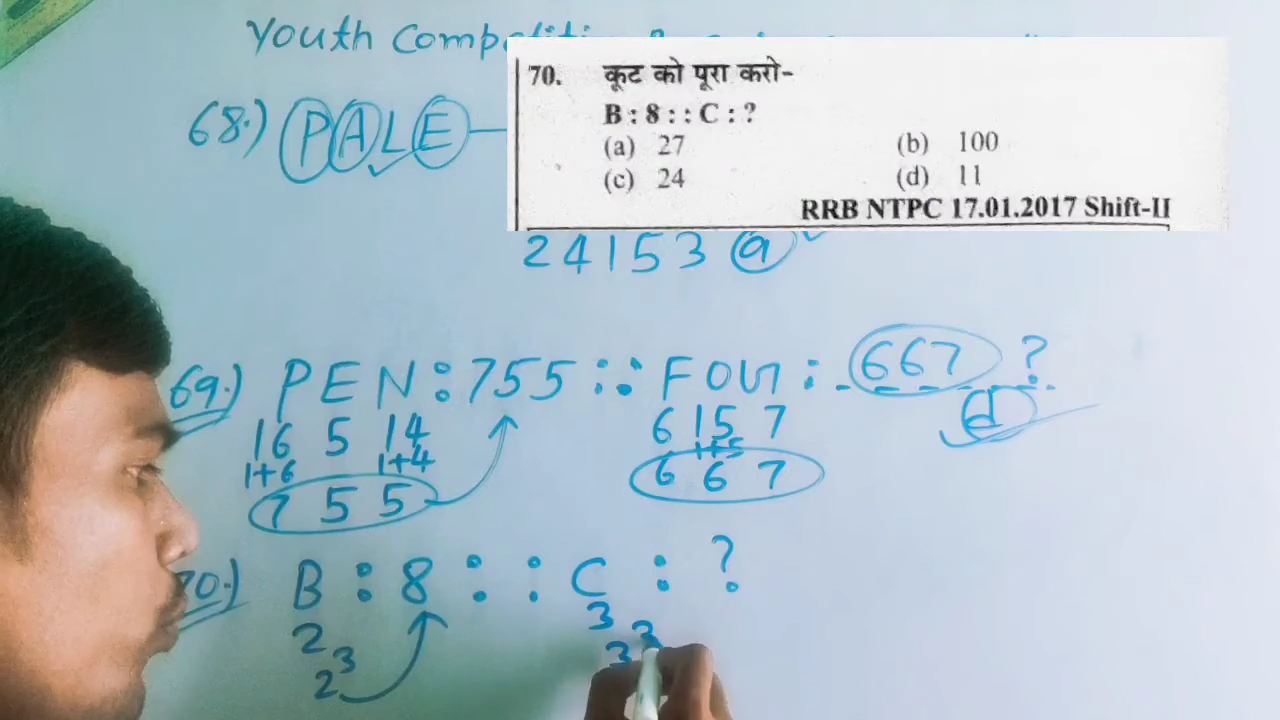 Youth Competiti
70. कूट को पूरा करो-
B : 8 : : C : ?
(a) 27 (b) 100
(c) 24 (d) 11
RRB NTPC 17.01.2017 Shift-II
68.) PALE
24153 a
69.) PEN : 755 :: FOG : 667 ?
16 5 14 6 15 7 d
1+6 1+4 1+5
7 5 5 6 6 7
70.) B : 8 : : C : ?
2 3
2³ 3³